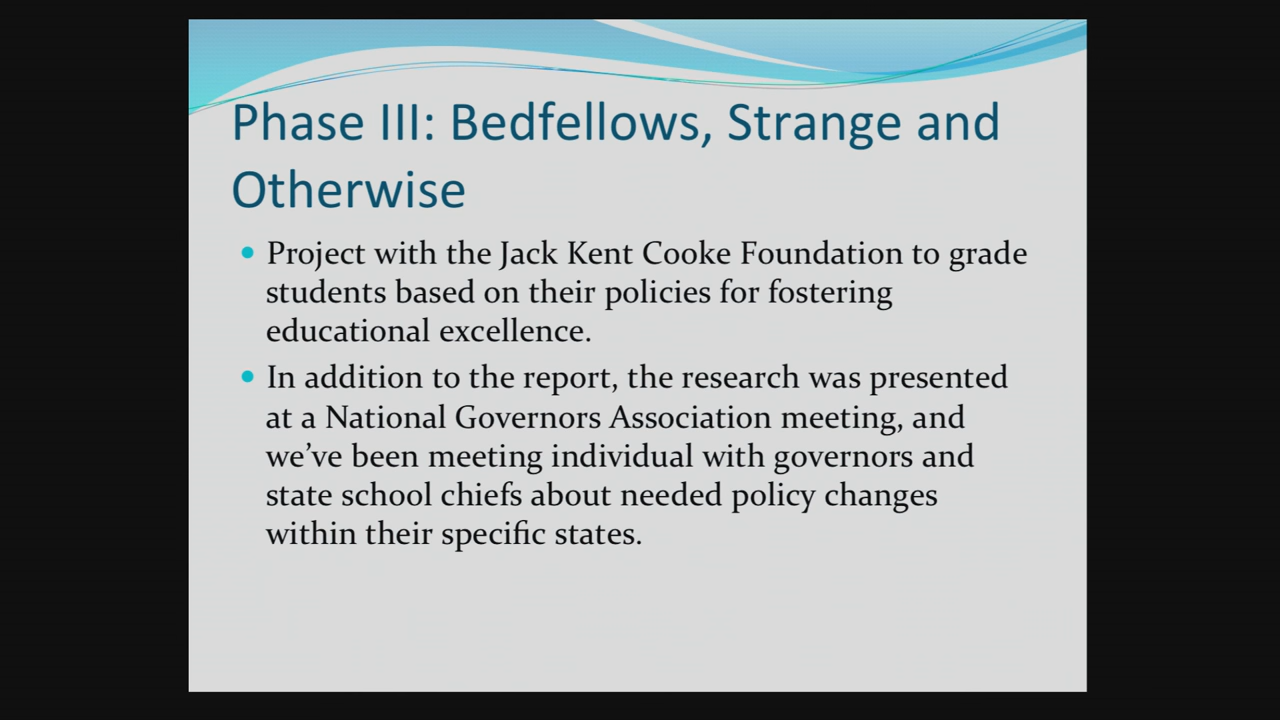 Phase III: Bedfellows, Strange and
Otherwise
• Project with the Jack Kent Cooke Foundation to grade
students based on their policies for fostering
educational excellence.
• In addition to the report, the research was presented
at a National Governors Association meeting, and
we’ve been meeting individual with governors and
state school chiefs about needed policy changes
within their specific states.